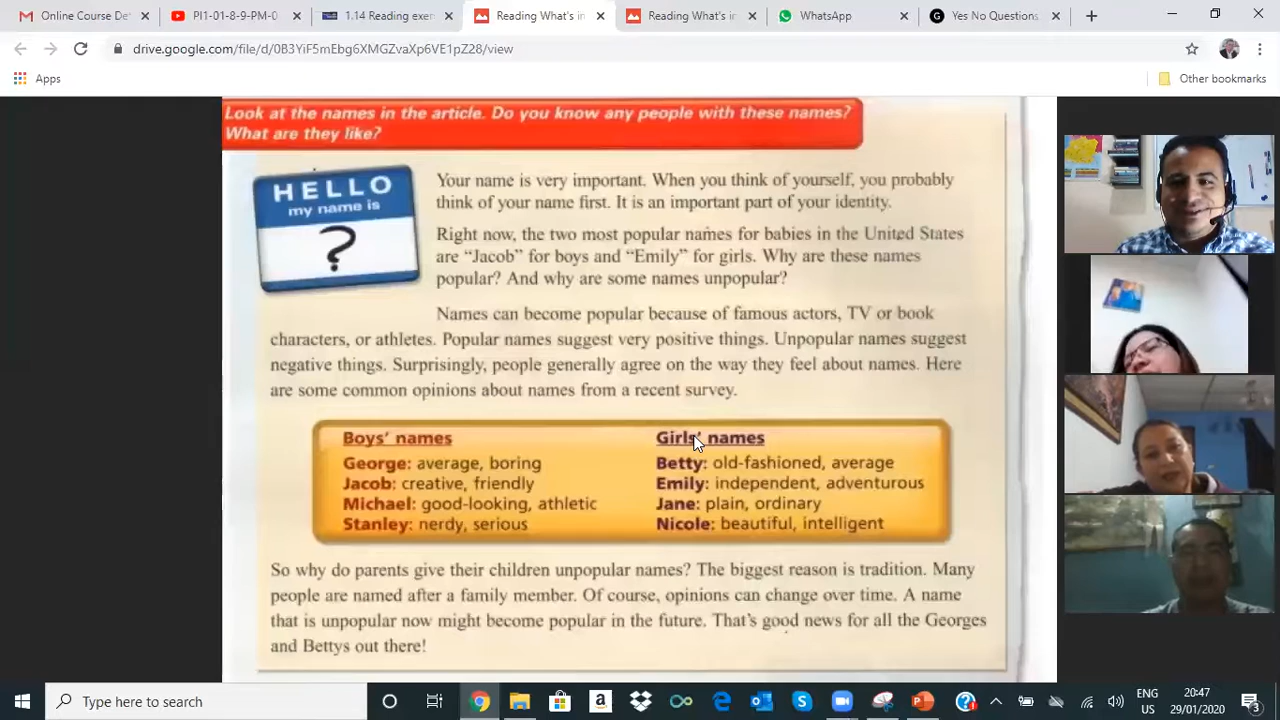 Online Course De
PI1-01-8-9-PM-0
1.14 Reading exer
Reading What's in
Reading What's in
WhatsApp
Yes No Questions
drive.google.com/file/d/0B3YiF5mEbg6XMGZvaXp6VE1pZ28/view
Apps
Other bookmarks
Look at the names in the article. Do you know any people with these names?
What are they like?
HELLO
my name is
?
Your name is very important. When you think of yourself, you probably
think of your name first. It is an important part of your identity.
Right now, the two most popular names for babies in the United States
are “Jacob” for boys and “Emily” for girls. Why are these names
popular? And why are some names unpopular?
Names can become popular because of famous actors, TV or book
characters, or athletes. Popular names suggest very positive things. Unpopular names suggest
negative things. Surprisingly, people generally agree on the way they feel about names. Here
are some common opinions about names from a recent survey.
Boys' names
George: average, boring
Jacob: creative, friendly
Michael: good-looking, athletic
Stanley: nerdy, serious
Girls' names
Betty: old-fashioned, average
Emily: independent, adventurous
Jane: plain, ordinary
Nicole: beautiful, intelligent
So why do parents give their children unpopular names? The biggest reason is tradition. Many
people are named after a family member. Of course, opinions can change over time. A name
that is unpopular now might become popular in the future. That's good news for all the Georges
and Bettys out there!
Type here to search
ENG
20:47
29/01/2020
3